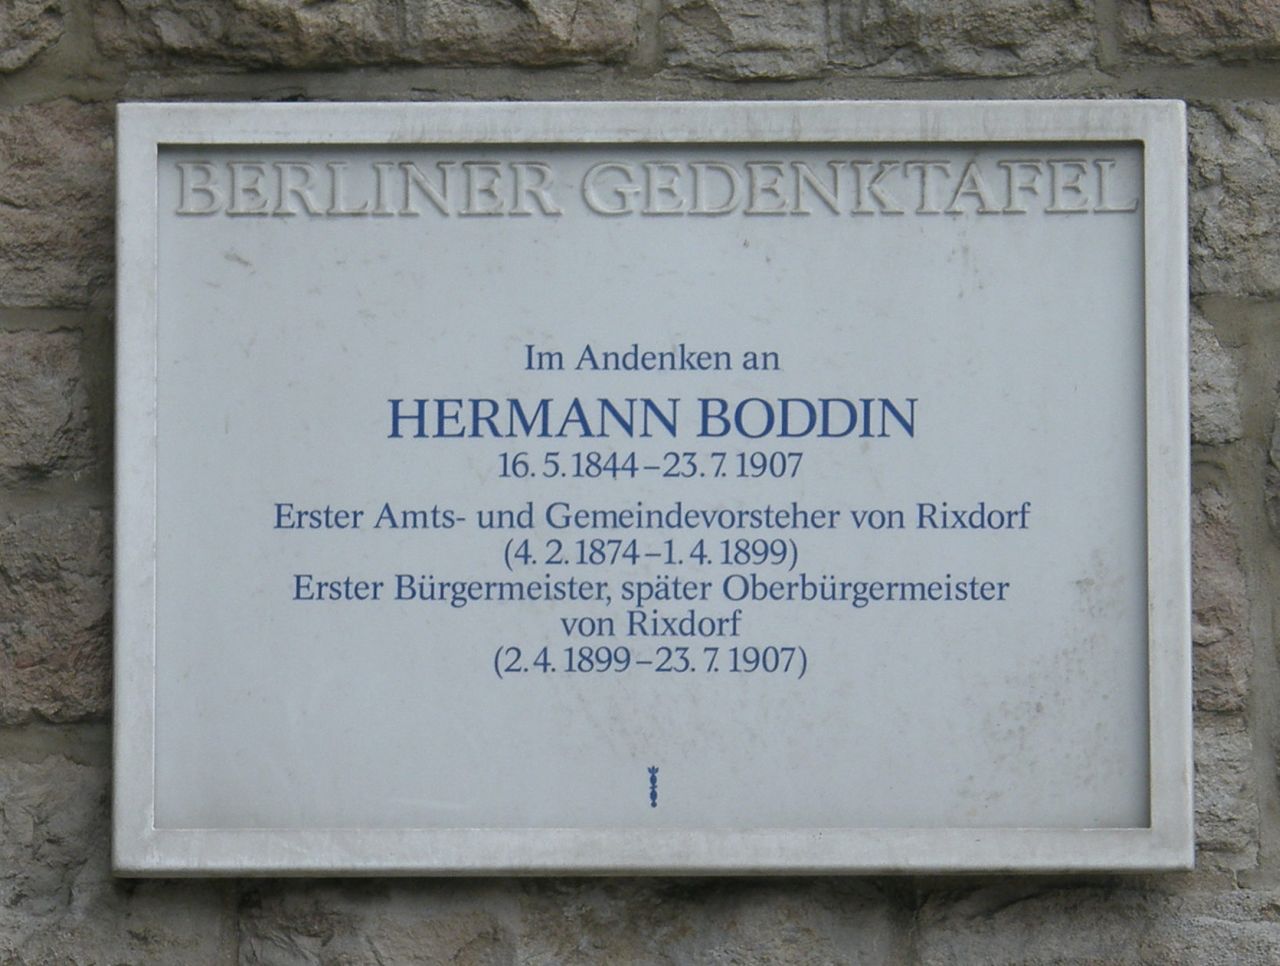 BERLINER GEDENKTAFEL
Im Andenken an
HERMANN BODDIN
16. 5. 1844 – 23. 7. 1907
Erster Amts- und Gemeindevorsteher von Rixdorf
(4. 2. 1874 – 1. 4. 1899)
Erster Bürgermeister, später Oberbürgermeister
von Rixdorf
(2. 4. 1899 – 23. 7. 1907)